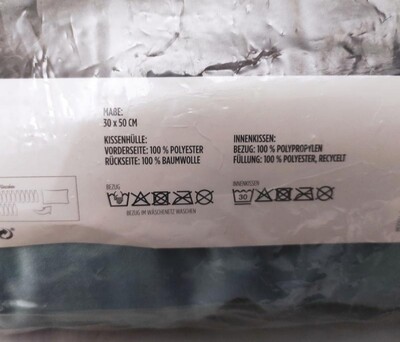 MAßE:
30 x 50 CM
KISSENHÜLLE:
VORDERSEITE: 100 % POLYESTER
RÜCKSEITE: 100 % BAUMWOLLE
BEZUG
BEZUG IM WÄSCHENETZ WASCHEN
INNENKISSEN:
BEZUG: 100 % POLYPROPYLEN
FÜLLUNG: 100 % POLYESTER, RECYCELT
INNENKISSEN
30